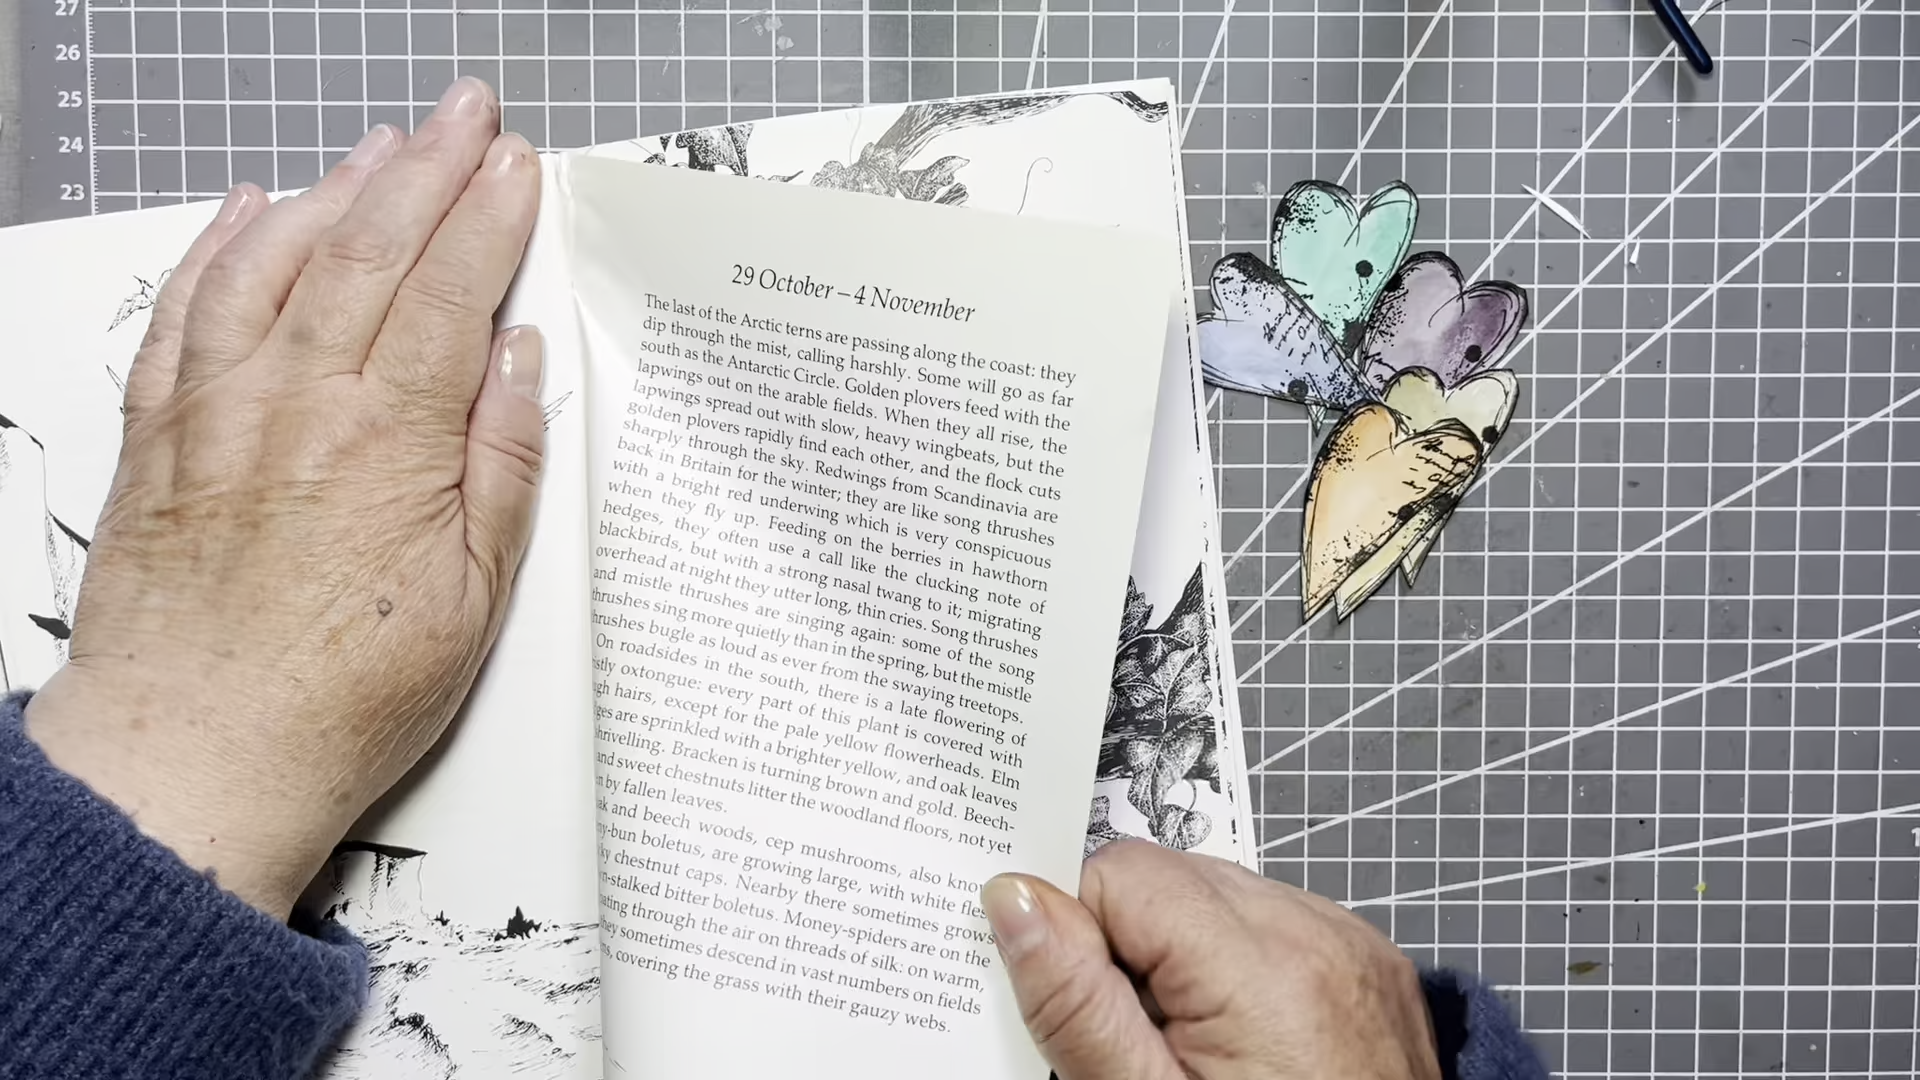 27
26
25
24
23
29 October – 4 November
The last of the Arctic terns are passing along the coast: they
dip through the mist, calling harshly. Some will go as far
south as the Antarctic Circle. Golden plovers feed with the
lapwings out on the arable fields. When they all rise, the
lapwings spread out with slow, heavy wingbeats, but the
golden plovers rapidly find each other, and the flock cuts
sharply through the sky. Redwings from Scandinavia are
back in Britain for the winter; they are like song thrushes
with a bright red underwing which is very conspicuous
when they fly up. Feeding on the berries in hawthorn
hedges, they often use a call like the clucking note of
blackbirds, but with a strong nasal twang to it; migrating
overhead at night they utter long, thin cries. Song thrushes
and mistle thrushes are singing again: some of the song
thrushes sing more quietly than in the spring, but the mistle
thrushes bugle as loud as ever from the swaying treetops.
On roadsides in the south, there is a late flowering of
oxtongue: every part of this plant is covered with
hairs, except for the pale yellow flowerheads. Elm
are sprinkled with a brighter yellow, and oak leaves
shrivelling. Bracken is turning brown and gold. Beech-
and sweet chestnuts litter the woodland floors, not yet
by fallen leaves.
and beech woods, cep mushrooms, also
-bun boletus, are growing large, with white
chestnut caps. Nearby there sometimes grows
-stalked bitter boletus. Money-spiders are on the
through the air on threads of silk: on warm,
they sometimes descend in vast numbers on fields
covering the grass with their gauzy webs.